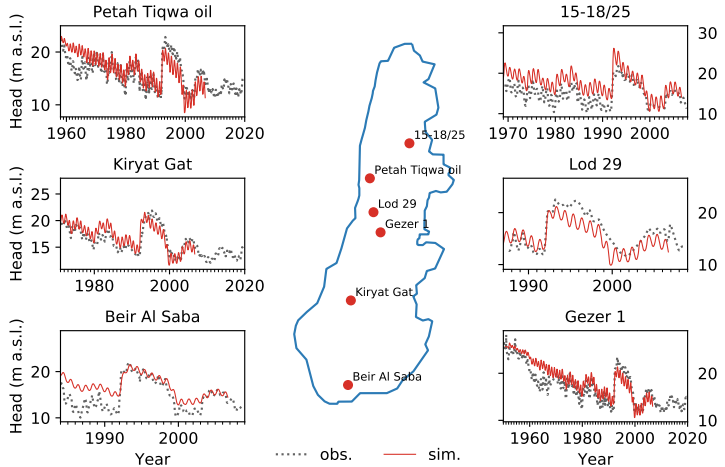 Petah Tiqwa oil
Head (m a.s.l.)
20
10
1960 1980 2000 2020
15-18/25
30
20
10
1970 1980 1990 2000
Kiryat Gat
Head (m a.s.l.)
25
20
15
1980 2000 2020
Lod 29
20
10
1990 2000
Beir Al Saba
Head (m a.s.l.)
20
10
1990 2000
Year
Gezer 1
20
10
1960 1980 2000 2020
Year
15-18/25
Petah Tiqwa oil
Lod 29
Gezer 1
Kiryat Gat
Beir Al Saba
obs. sim.